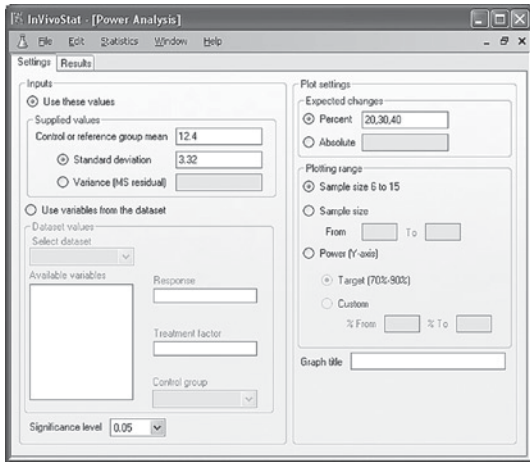 InVivoStat - [Power Analysis]
File Edit Statistics Window Help
Settings Results
Inputs
Use these values
Supplied values
Control or reference group mean 12.4
Standard deviation 3.32
Variance (MS residual)
Use variables from the dataset
Dataset values
Select dataset
Available variables
Response
Treatment factor
Control group
Significance level 0.05
Plot settings
Expected changes
Percent 20,30,40
Absolute
Plotting range
Sample size 6 to 15
Sample size
From To
Power (Y-axis)
Target (70%-90%)
Custom
% From % To
Graph title